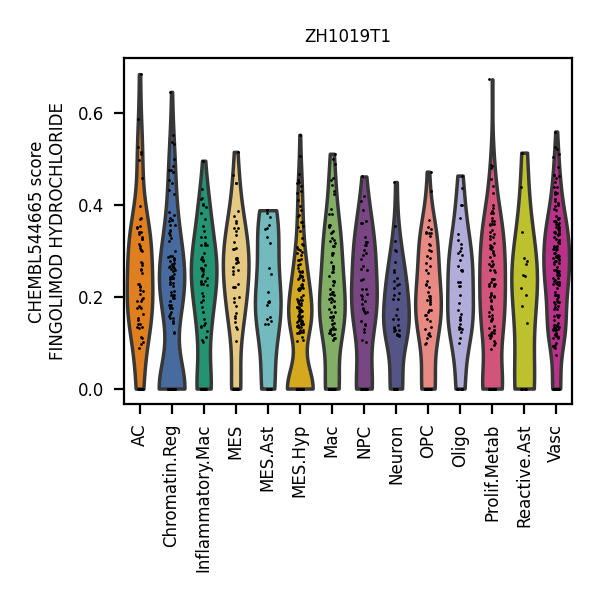 ZH1019T1
CHEMBL544665 score
FINGOLIMOD HYDROCHLORIDE
0.6
0.4
0.2
0.0
AC
Chromatin.Reg
Inflammatory.Mac
MES
MES.Ast
MES.Hyp
Mac
NPC
Neuron
OPC
Oligo
Prolif.Metab
Reactive.Ast
Vasc